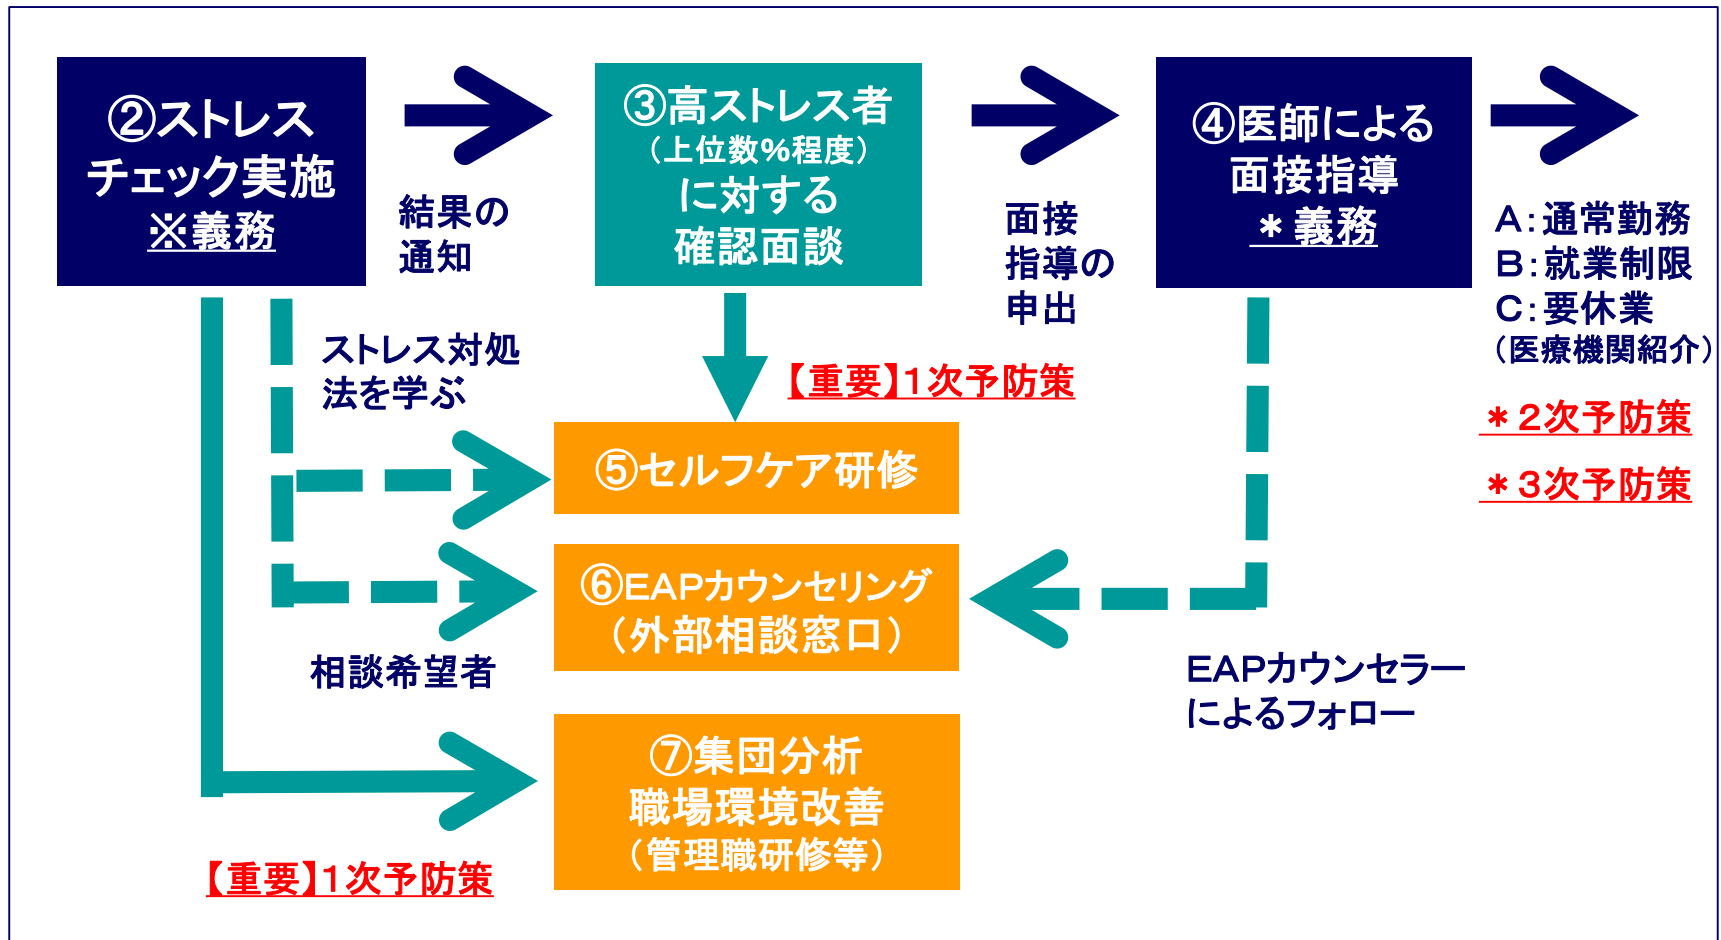 ②ストレス
チェック実施
※義務
結果の
通知
③高ストレス者
（上位数％程度）
に対する
確認面談
面接
指導の
申出
④医師による
面接指導
＊義務
A：通常勤務
B：就業制限
C：要休業
（医療機関紹介）
＊２次予防策
＊３次予防策
ストレス対処
法を学ぶ
【重要】１次予防策
⑤セルフケア研修
⑥EAPカウンセリング
（外部相談窓口）
相談希望者
EAPカウンセラー
によるフォロー
⑦集団分析
職場環境改善
（管理職研修等）
【重要】１次予防策